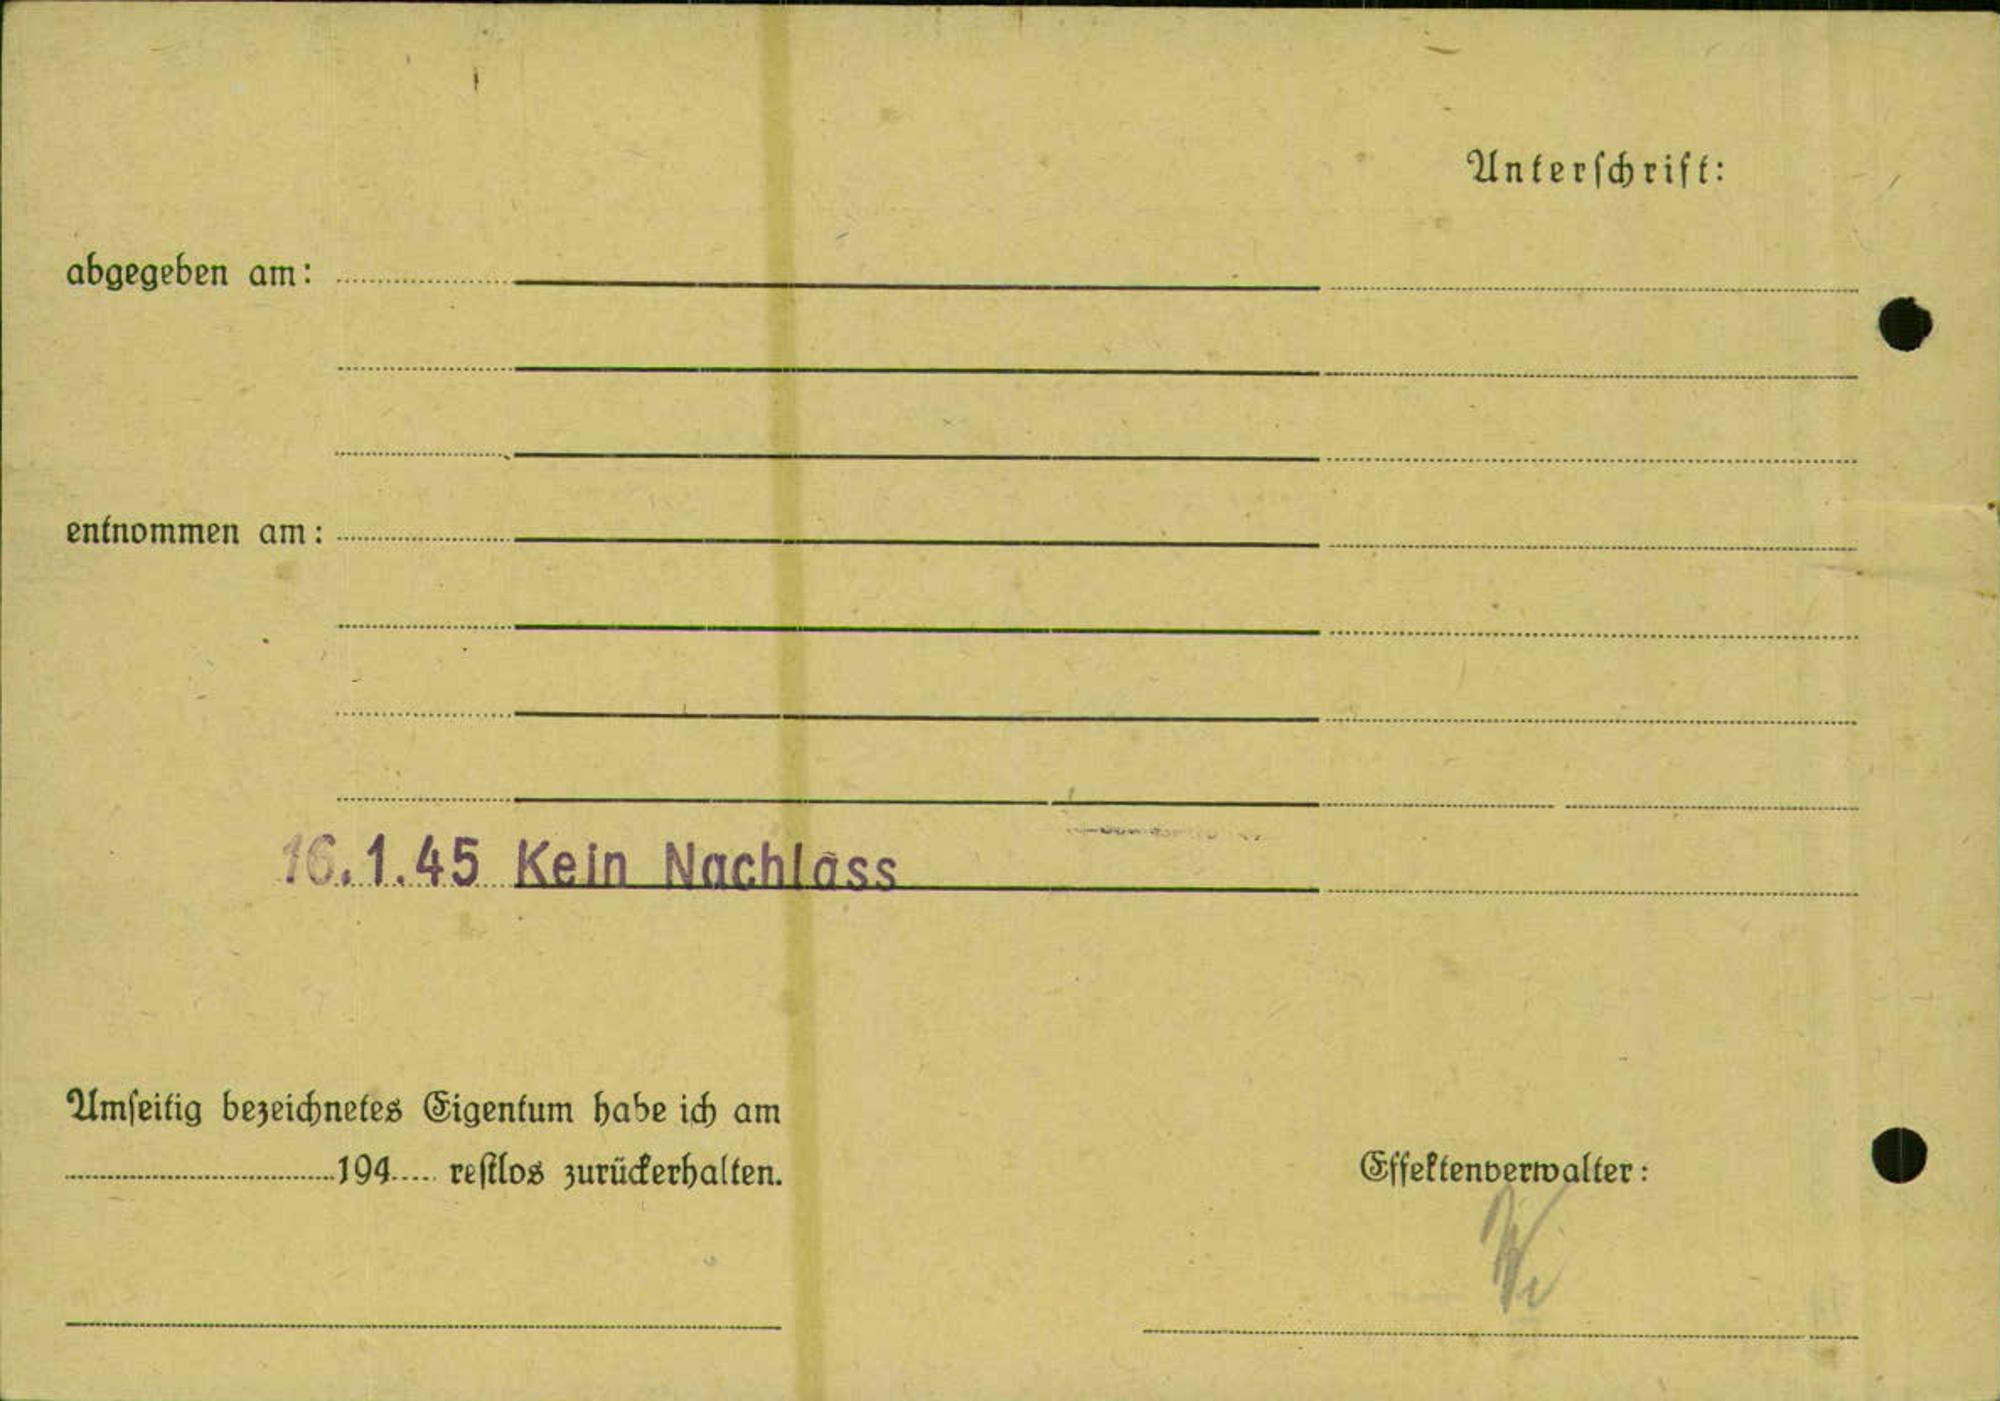 Unterschrift:
abgegeben am:
entnommen am:
16.1.45 Kein Nachlass
Umseitig bezeichnetes Eigentum habe ich am
194 restlos zurückerhalten.
Effektenverwalter: